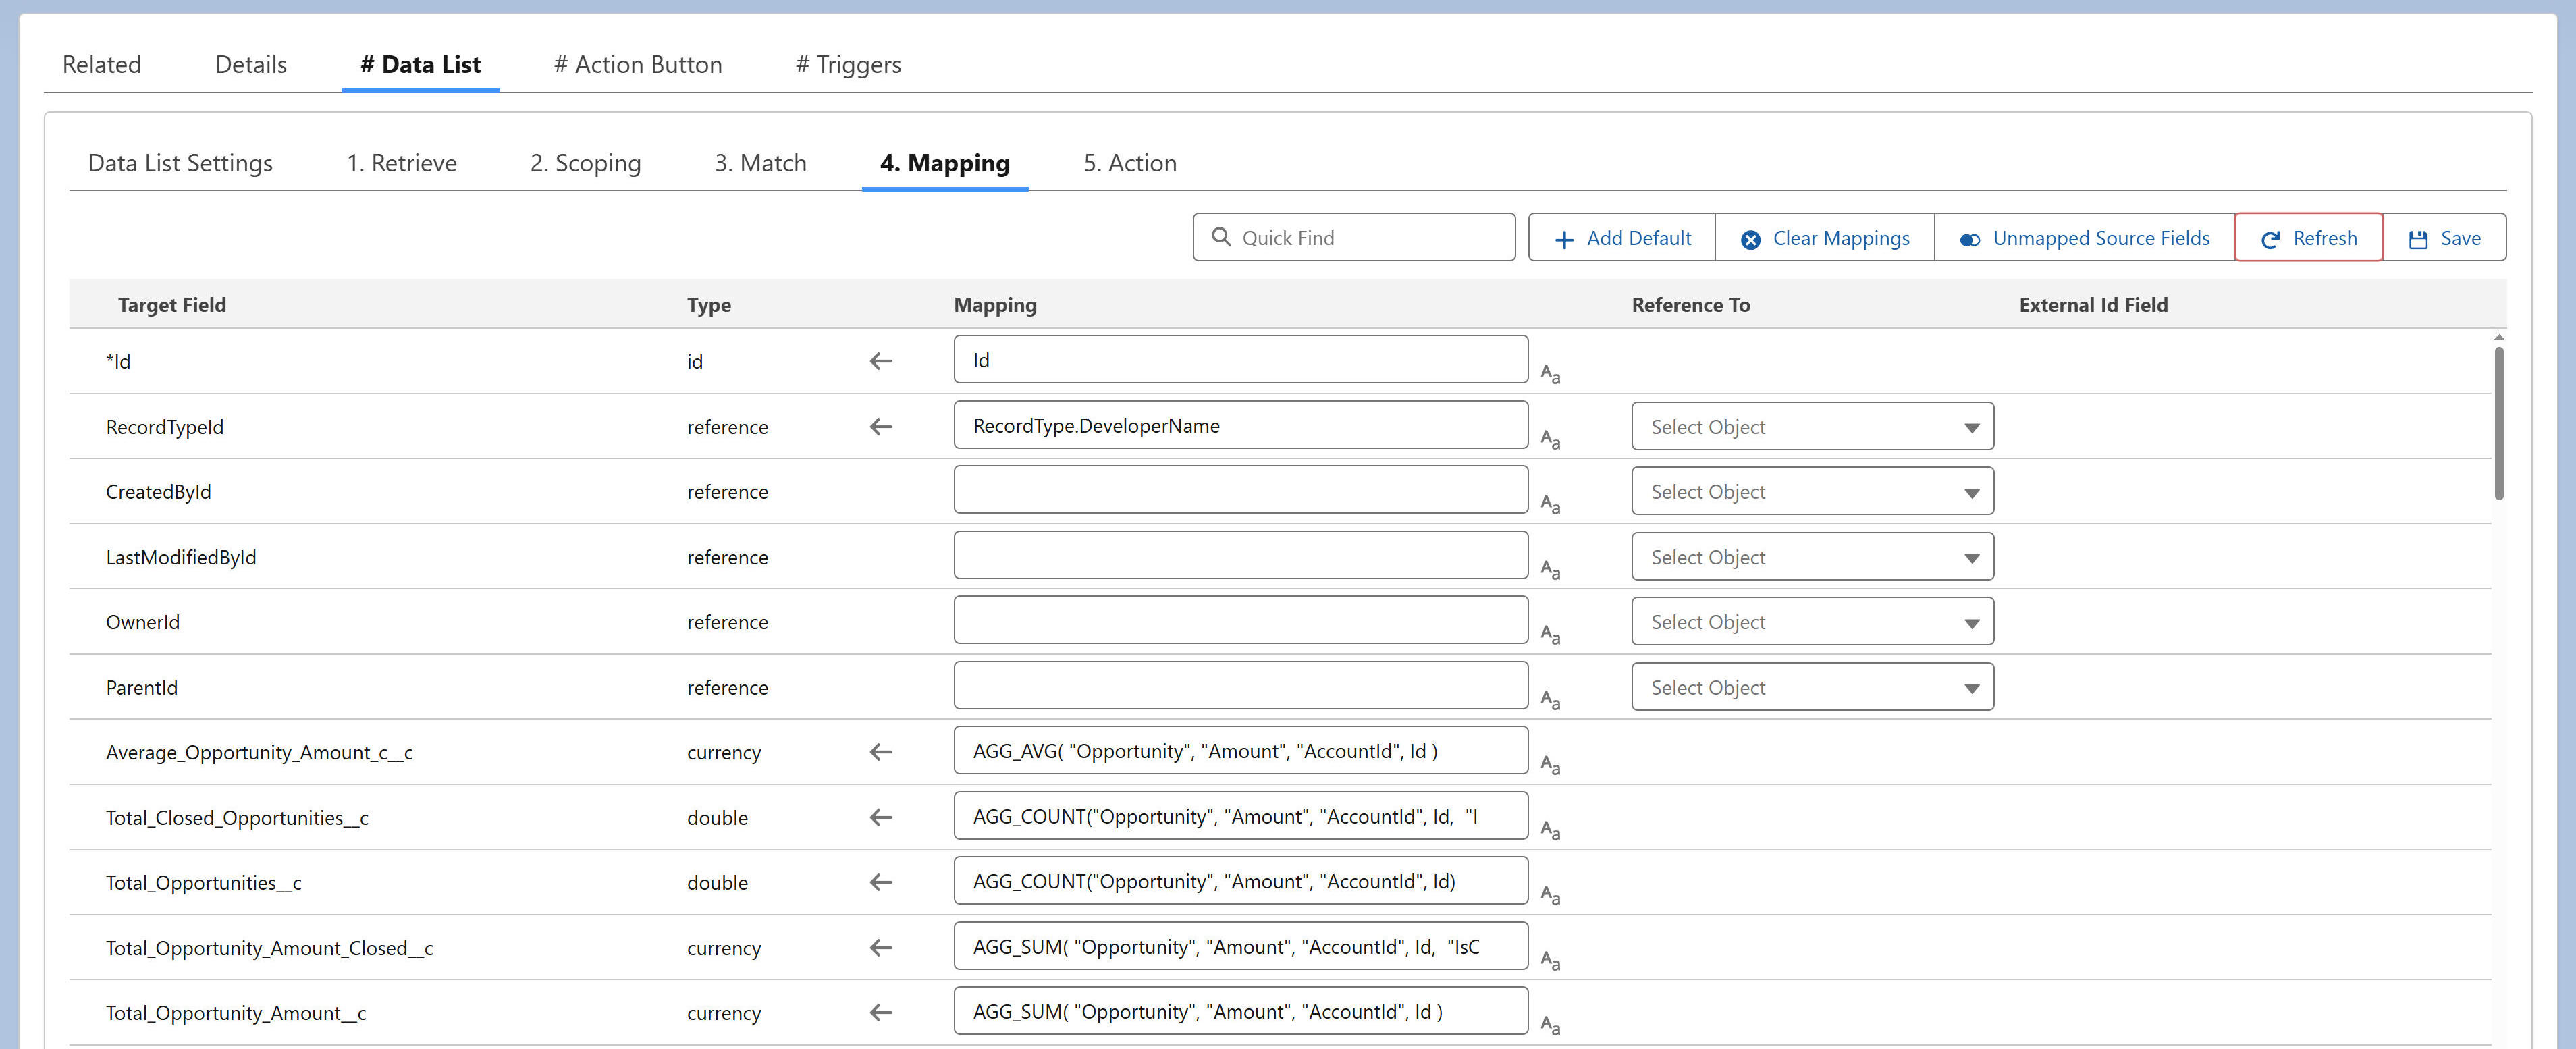 Related Details # Data List # Action Button # Triggers
Data List Settings 1. Retrieve 2. Scoping 3. Match 4. Mapping 5. Action
Quick Find Add Default Clear Mappings Unmapped Source Fields Refresh Save
Target Field Type Mapping Reference To External Id Field
*Id id Id Aa
RecordTypeId reference RecordType.DeveloperName Aa Select Object
CreatedById reference Aa Select Object
LastModifiedById reference Aa Select Object
OwnerId reference Aa Select Object
ParentId reference Aa Select Object
Average_Opportunity_Amount_c__c currency AGG_AVG( "Opportunity", "Amount", "AccountId", Id ) Aa
Total_Closed_Opportunities__c double AGG_COUNT("Opportunity", "Amount", "AccountId", Id, "I Aa
Total_Opportunities__c double AGG_COUNT("Opportunity", "Amount", "AccountId", Id) Aa
Total_Opportunity_Amount_Closed__c currency AGG_SUM( "Opportunity", "Amount", "AccountId", Id, "IsC Aa
Total_Opportunity_Amount__c currency AGG_SUM( "Opportunity", "Amount", "AccountId", Id ) Aa